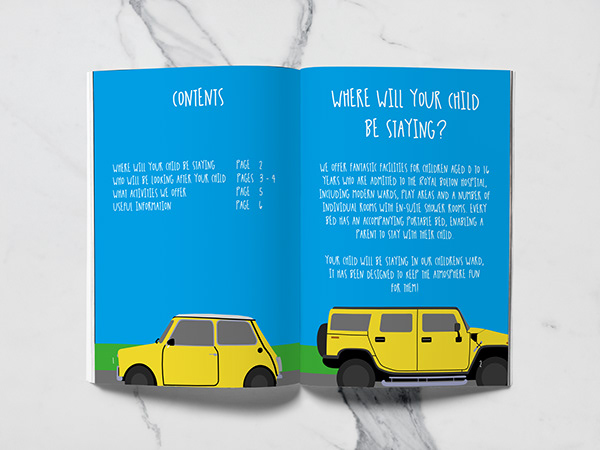 CONTENTS
WHERE WILL YOUR CHILD BE STAYING PAGE 2
WHO WILL BE LOOKING AFTER YOUR CHILD PAGES 3 - 4
WHAT ACTIVITIES WE OFFER PAGE 5
USEFUL INFORMATION PAGE 6
1
WHERE WILL YOUR CHILD
BE STAYING?
WE OFFER FANTASTIC FACILITIES FOR CHILDREN AGED 0 TO 16
YEARS WHO ARE ADMITTED TO THE ROYAL BOLTON HOSPITAL,
INCLUDING MODERN WARDS, PLAY AREAS AND A NUMBER OF
INDIVIDUAL ROOMS WITH EN-SUITE SHOWER ROOMS. EVERY
BED HAS AN ACCOMPANYING PORTABLE BED, ENABLING A
PARENT TO STAY WITH THEIR CHILD.
YOUR CHILD WILL BE STAYING IN OUR CHILDRENS WARD,
IT HAS BEEN DESIGNED TO KEEP THE ATMOSPHERE FUN
FOR THEM!